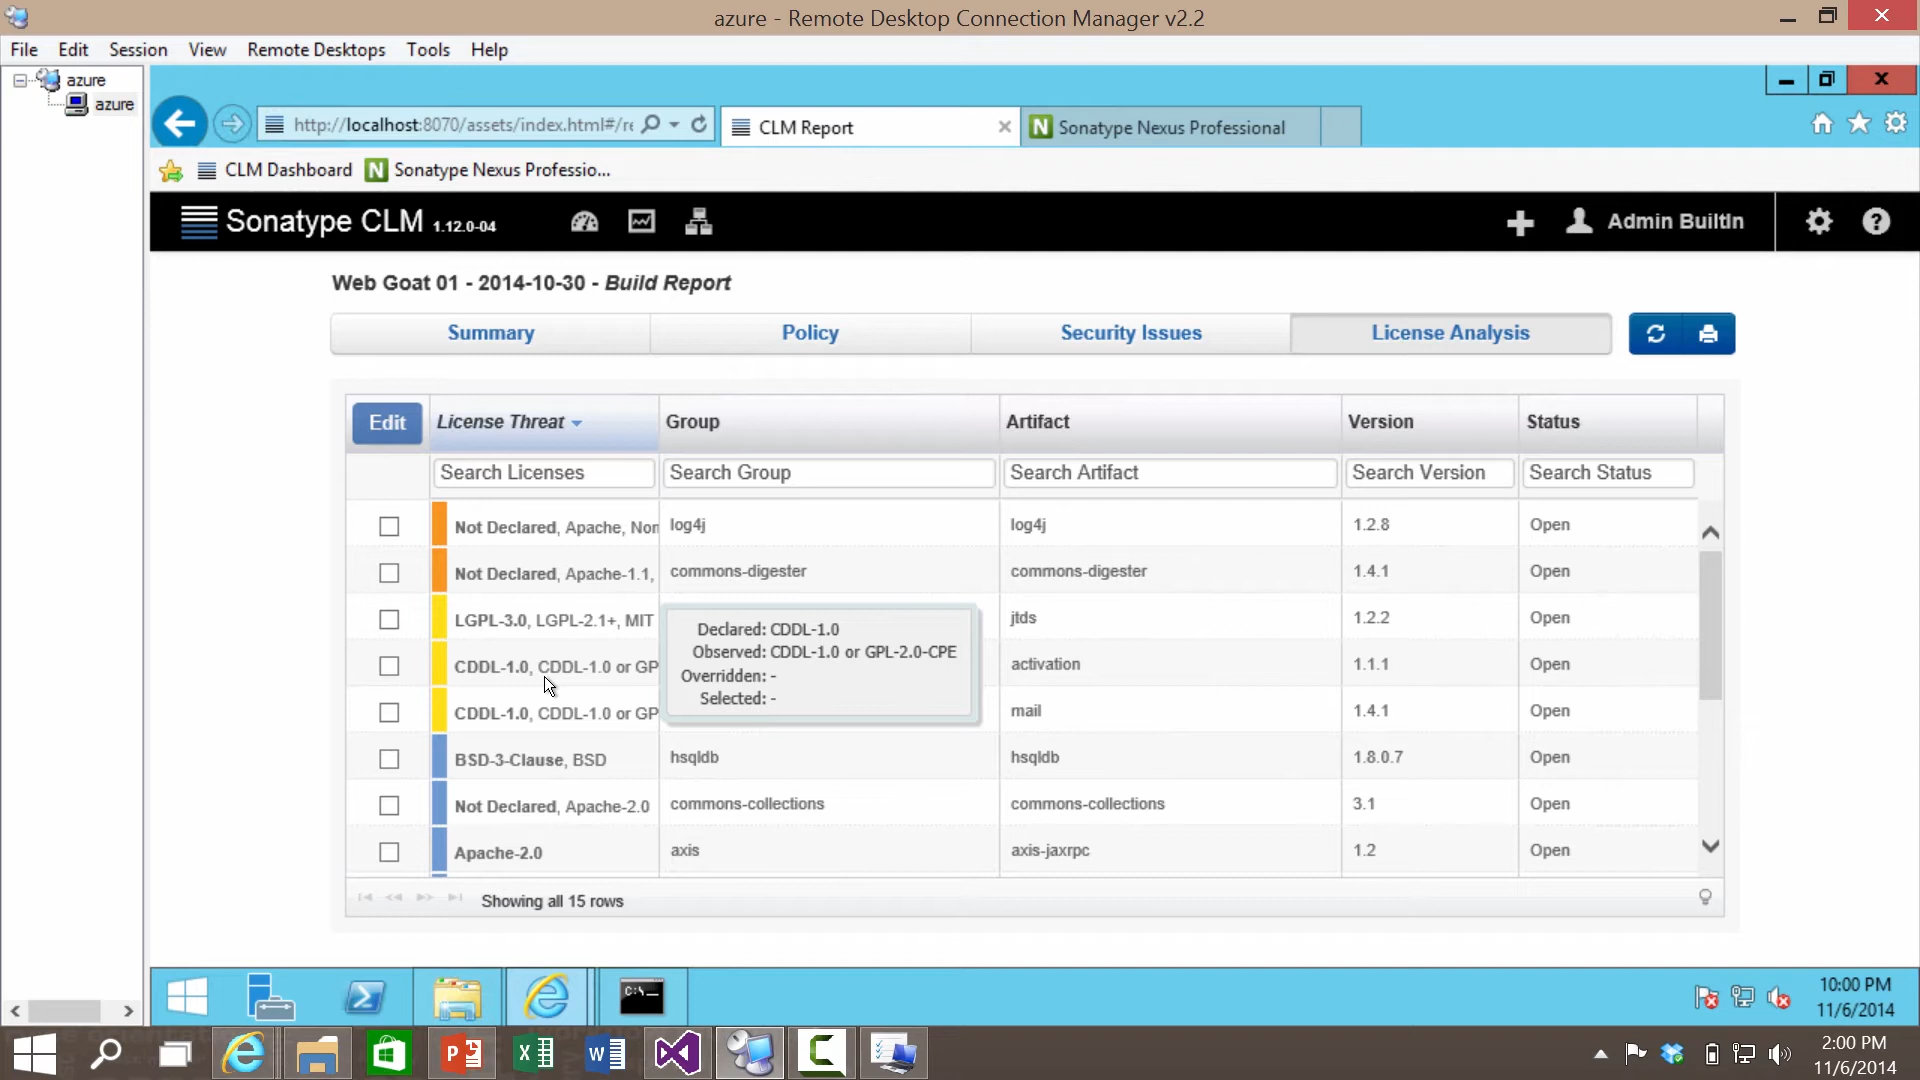 azure - Remote Desktop Connection Manager v2.2
File Edit Session View Remote Desktops Tools Help
azure
azure
http://localhost:8070/assets/index.html#/re
CLM Report
Sonatype Nexus Professional
CLM Dashboard
Sonatype Nexus Professio...
Sonatype CLM 1.12.0-04
Admin BuiltIn
Web Goat 01 - 2014-10-30 - Build Report
Summary Policy Security Issues License Analysis
Edit License Threat Group Artifact Version Status
Search Licenses Search Group Search Artifact Search Version Search Status
Not Declared, Apache, Non log4j log4j 1.2.8 Open
Not Declared, Apache-1.1, commons-digester commons-digester 1.4.1 Open
LGPL-3.0, LGPL-2.1+, MIT jtds 1.2.2 Open
CDDL-1.0, CDDL-1.0 or GP activation 1.1.1 Open
CDDL-1.0, CDDL-1.0 or GP mail 1.4.1 Open
Declared: CDDL-1.0
Observed: CDDL-1.0 or GPL-2.0-CPE
Overridden: -
Selected: -
BSD-3-Clause, BSD hsqldb hsqldb 1.8.0.7 Open
Not Declared, Apache-2.0 commons-collections commons-collections 3.1 Open
Apache-2.0 axis axis-jaxrpc 1.2 Open
Showing all 15 rows
C:\
10:00 PM
11/6/2014
2:00 PM
11/6/2014